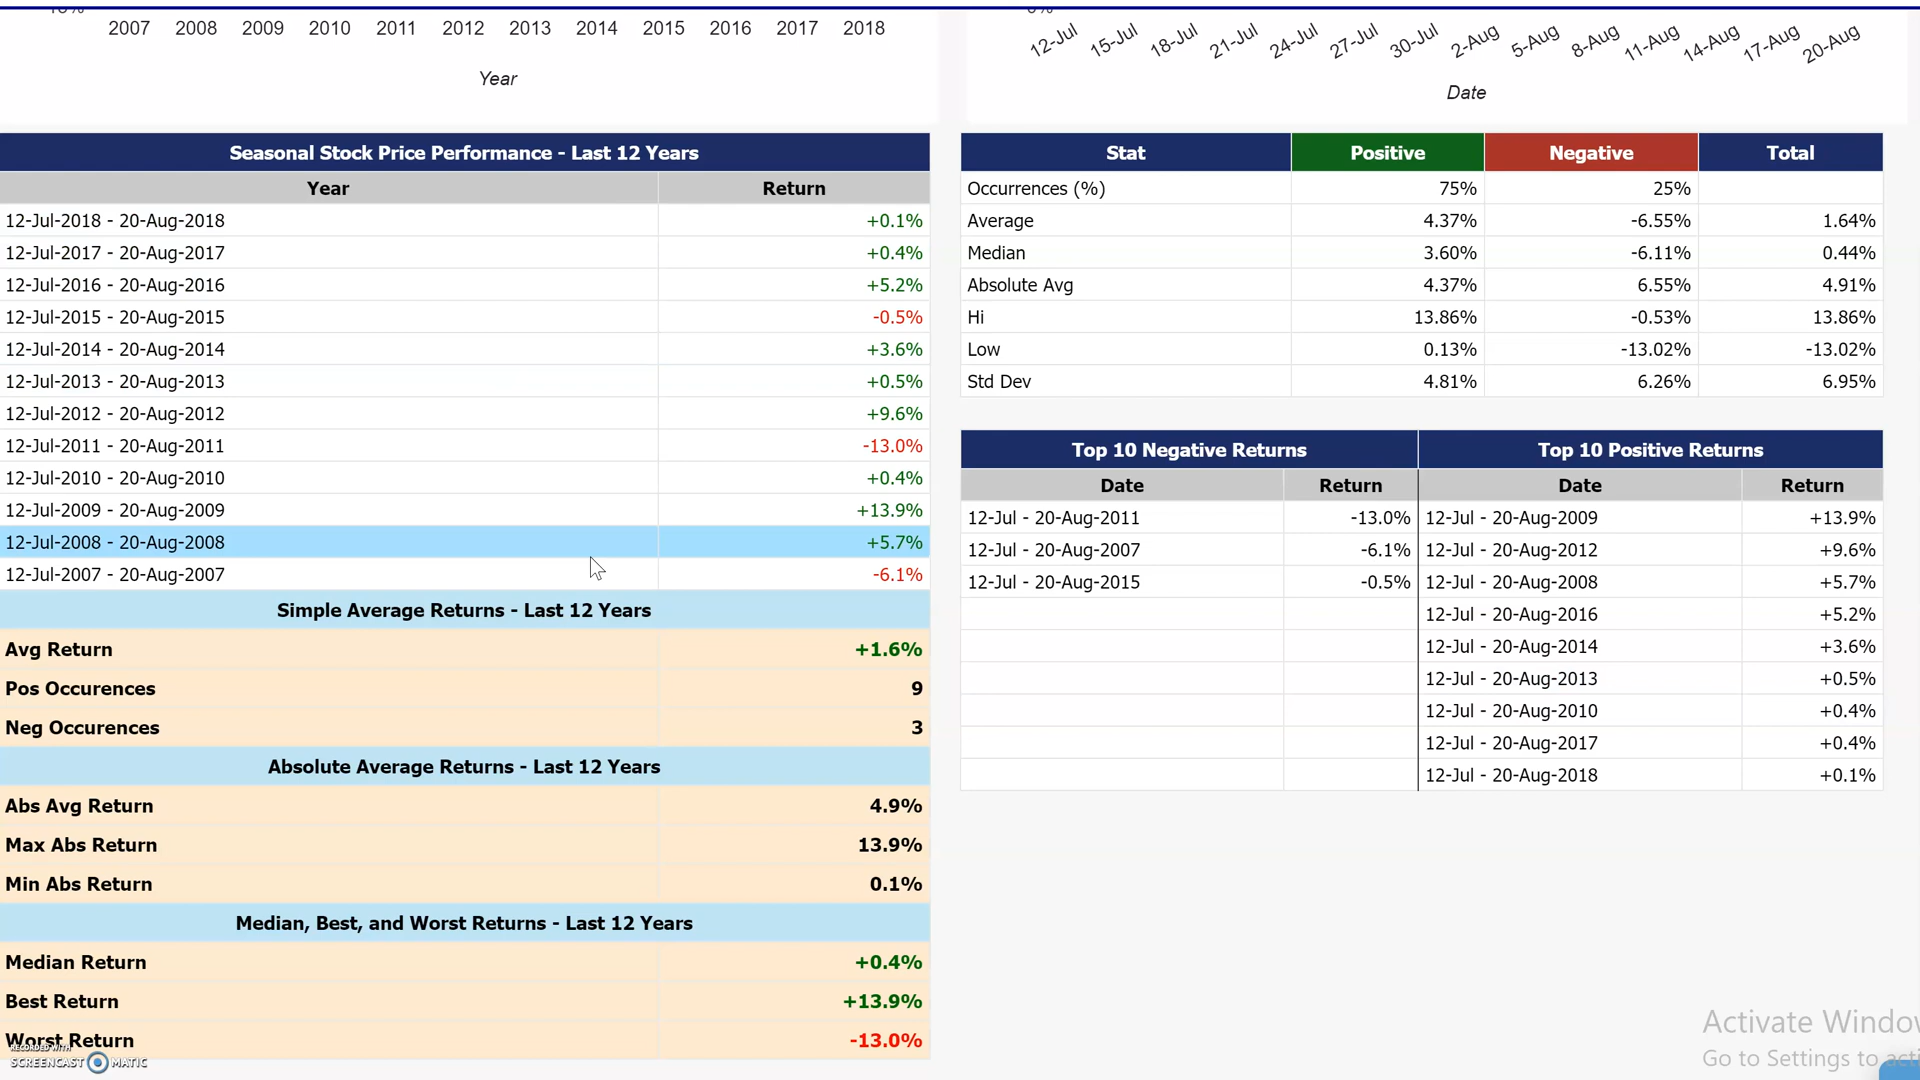 2007 2008 2009 2010 2011 2012 2013 2014 2015 2016 2017 2018
Year
12-Jul 15-Jul 18-Jul 21-Jul 24-Jul 27-Jul 30-Jul 2-Aug 5-Aug 8-Aug 11-Aug 14-Aug 17-Aug 20-Aug
Date
Seasonal Stock Price Performance - Last 12 Years
Year Return
12-Jul-2018 - 20-Aug-2018 +0.1%
12-Jul-2017 - 20-Aug-2017 +0.4%
12-Jul-2016 - 20-Aug-2016 +5.2%
12-Jul-2015 - 20-Aug-2015 -0.5%
12-Jul-2014 - 20-Aug-2014 +3.6%
12-Jul-2013 - 20-Aug-2013 +0.5%
12-Jul-2012 - 20-Aug-2012 +9.6%
12-Jul-2011 - 20-Aug-2011 -13.0%
12-Jul-2010 - 20-Aug-2010 +0.4%
12-Jul-2009 - 20-Aug-2009 +13.9%
12-Jul-2008 - 20-Aug-2008 +5.7%
12-Jul-2007 - 20-Aug-2007 -6.1%
Simple Average Returns - Last 12 Years
Avg Return +1.6%
Pos Occurences 9
Neg Occurences 3
Absolute Average Returns - Last 12 Years
Abs Avg Return 4.9%
Max Abs Return 13.9%
Min Abs Return 0.1%
Median, Best, and Worst Returns - Last 12 Years
Median Return +0.4%
Best Return +13.9%
Worst Return -13.0%
Stat Positive Negative Total
Occurrences (%) 75% 25%
Average 4.37% -6.55% 1.64%
Median 3.60% -6.11% 0.44%
Absolute Avg 4.37% 6.55% 4.91%
Hi 13.86% -0.53% 13.86%
Low 0.13% -13.02% -13.02%
Std Dev 4.81% 6.26% 6.95%
Top 10 Negative Returns Top 10 Positive Returns
Date Return Date Return
12-Jul - 20-Aug-2011 -13.0% 12-Jul - 20-Aug-2009 +13.9%
12-Jul - 20-Aug-2007 -6.1% 12-Jul - 20-Aug-2012 +9.6%
12-Jul - 20-Aug-2015 -0.5% 12-Jul - 20-Aug-2008 +5.7%
12-Jul - 20-Aug-2016 +5.2%
12-Jul - 20-Aug-2014 +3.6%
12-Jul - 20-Aug-2013 +0.5%
12-Jul - 20-Aug-2010 +0.4%
12-Jul - 20-Aug-2017 +0.4%
12-Jul - 20-Aug-2018 +0.1%
RECORDED WITH
SCREENCAST MATIC
Activate Windo
Go to Settings to acti